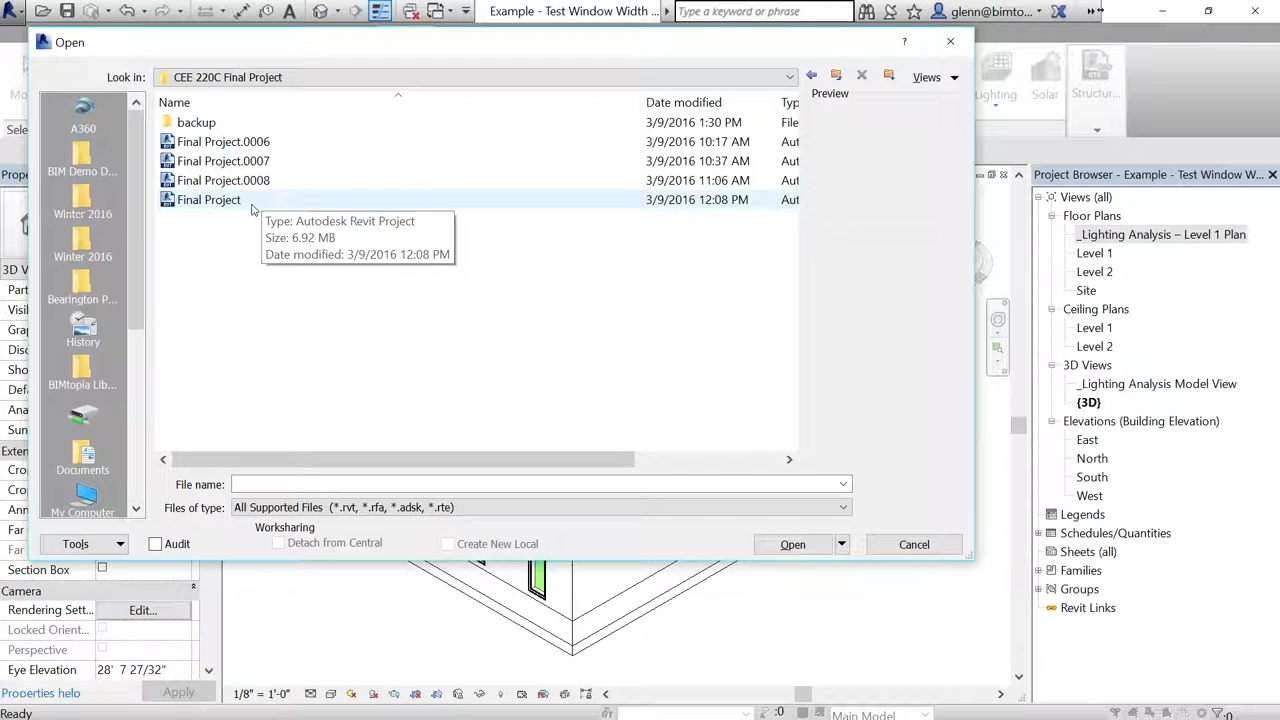 Example - Test Window Width ...
Type a keyword or phrase
glenn@bimto...
Open
Look in:
CEE 220C Final Project
Views
Name
Date modified
Preview
backup
3/9/2016 1:30 PM
File
Final Project.0006
3/9/2016 10:17 AM
Aut
Final Project.0007
3/9/2016 10:37 AM
Aut
Final Project.0008
3/9/2016 11:06 AM
Aut
Final Project
3/9/2016 12:08 PM
Aut
Type: Autodesk Revit Project
Size: 6.92 MB
Date modified: 3/9/2016 12:08 PM
A360
BIM Demo D...
Winter 2016
Winter 2016
Bearington P...
History
BIMtopia Lib...
Documents
My Computer
File name:
Files of type:
All Supported Files (*.rvt, *.rfa, *.adsk, *.rte)
Worksharing
Tools
Audit
Detach from Central
Create New Local
Open
Cancel
Lighting
Solar
Structur...
Project Browser - Example - Test Window W...
Views (all)
Floor Plans
_Lighting Analysis – Level 1 Plan
Level 1
Level 2
Site
Ceiling Plans
Level 1
Level 2
3D Views
_Lighting Analysis Model View
{3D}
Elevations (Building Elevation)
East
North
South
West
Legends
Schedules/Quantities
Sheets (all)
Families
Groups
Revit Links
Section Box
Camera
Rendering Sett...
Edit...
Locked Orient...
Perspective
Eye Elevation
28' 7 27/32"
Properties help
Apply
1/8" = 1'-0"
Ready
:0
Main Model
:0